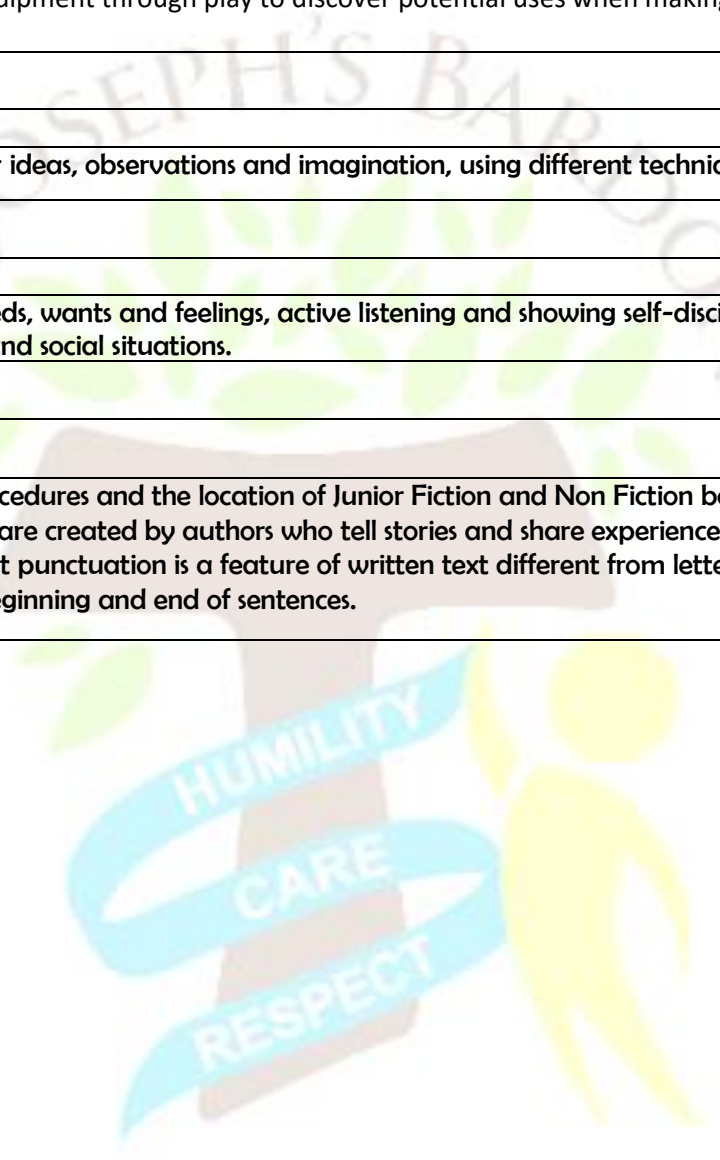 uipment through play to discover potential uses when making
OSEPH'S BARDO
ideas, observations and imagination, using different techni
eds, wants and feelings, active listening and showing self-disci
nd social situations.
cedures and the location of Junior Fiction and Non Fiction b
are created by authors who tell stories and share experience
t punctuation is a feature of written text different from lette
eginning and end of sentences.
HUMILITY
CARE
RESPECT